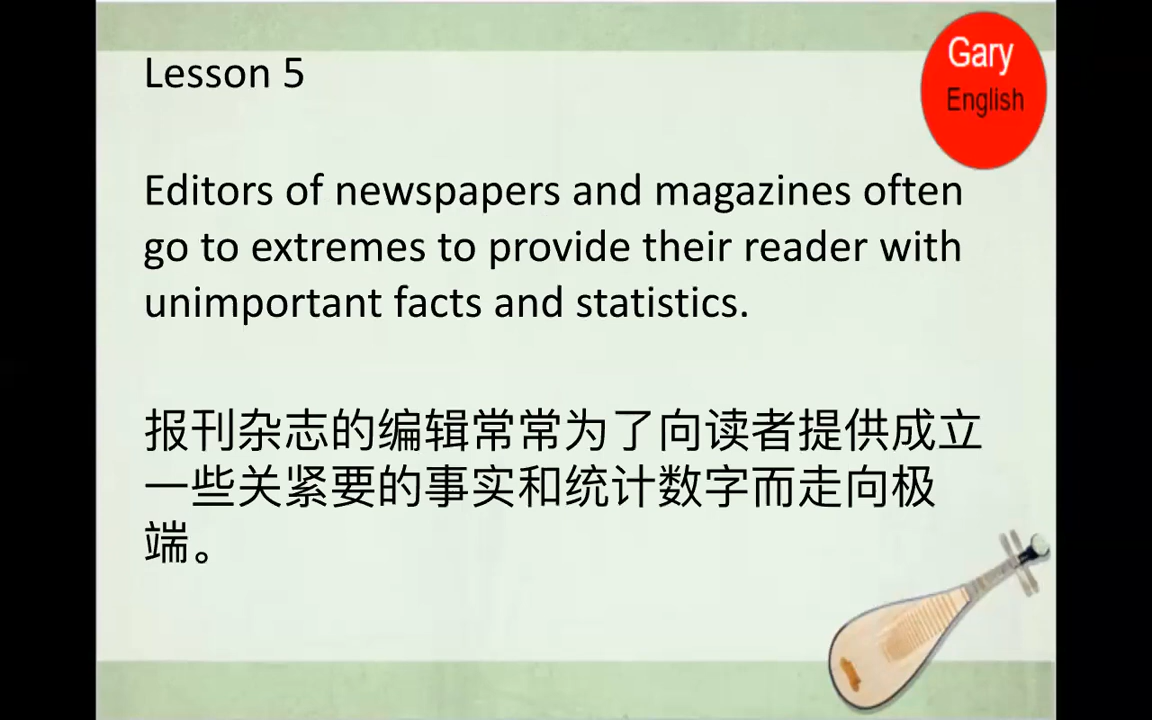 Lesson 5
Gary
English
Editors of newspapers and magazines often
go to extremes to provide their reader with
unimportant facts and statistics.
报刊杂志的编辑常常为了向读者提供成立
一些关紧要的事实和统计数字而走向极
端。